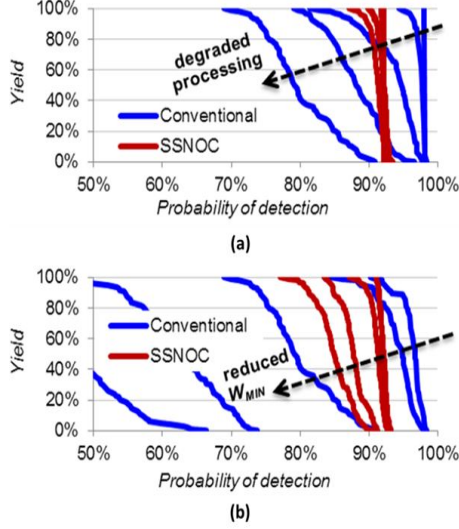 100%
80%
60%
40%
20%
0%
Yield
degraded
processing
Conventional
SSNOC
50% 60% 70% 80% 90% 100%
Probability of detection
(a)
100%
80%
60%
40%
20%
0%
Yield
Conventional
SSNOC
reduced
WMIN
50% 60% 70% 80% 90% 100%
Probability of detection
(b)